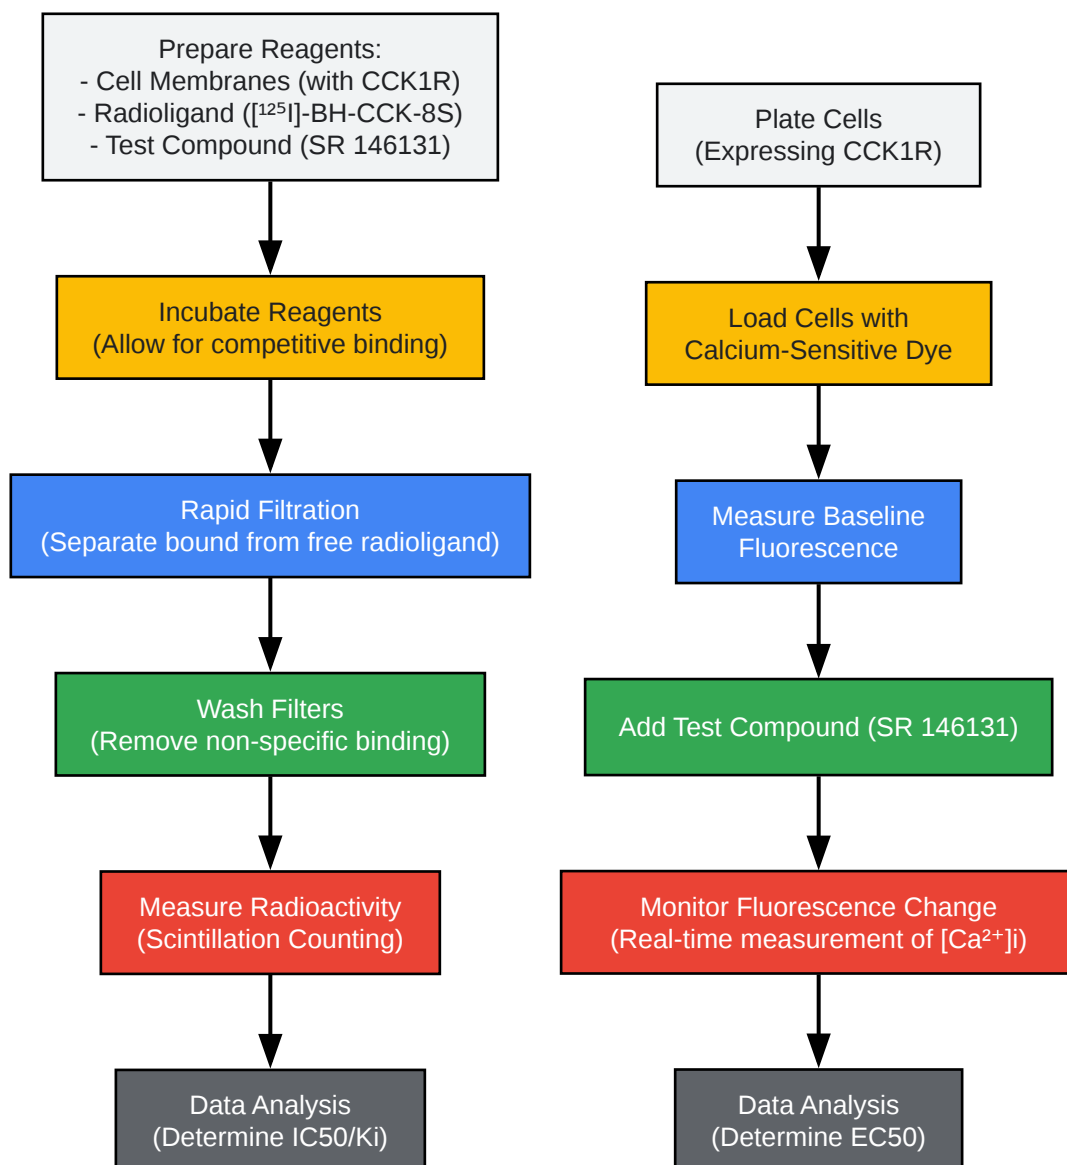 Prepare Reagents:
- Cell Membranes (with CCK1R)
- Radioligand ([¹²⁵I]-BH-CCK-8S)
- Test Compound (SR 146131)
Incubate Reagents
(Allow for competitive binding)
Rapid Filtration
(Separate bound from free radioligand)
Wash Filters
(Remove non-specific binding)
Measure Radioactivity
(Scintillation Counting)
Data Analysis
(Determine IC50/Ki)
Plate Cells
(Expressing CCK1R)
Load Cells with
Calcium-Sensitive Dye
Measure Baseline
Fluorescence
Add Test Compound (SR 146131)
Monitor Fluorescence Change
(Real-time measurement of [Ca²⁺]i)
Data Analysis
(Determine EC50)